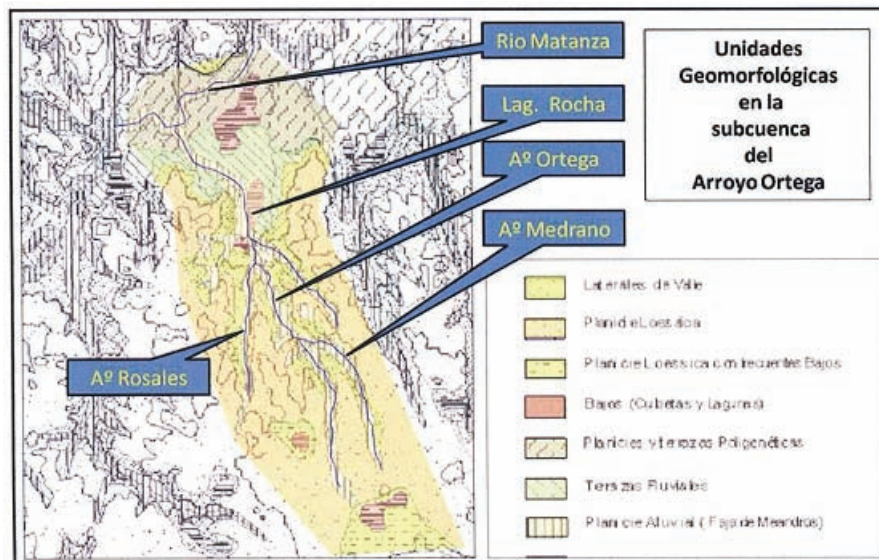 Rio Matanza
Lag. Rocha
Aº Ortega
Aº Medrano
Aº Rosales
Unidades
Geomorfológicas
en la
subcuenca
del
Arroyo Ortega
Laterales de Valle
Planicie Loessica
Planicie Loessica con frecuentes Bajos
Bajos (Cubetas y Lagunas)
Planicies y terrazas Poligenéticas
Terrazas Fluviales
Planicie Aluvial (Faja de Meandros)